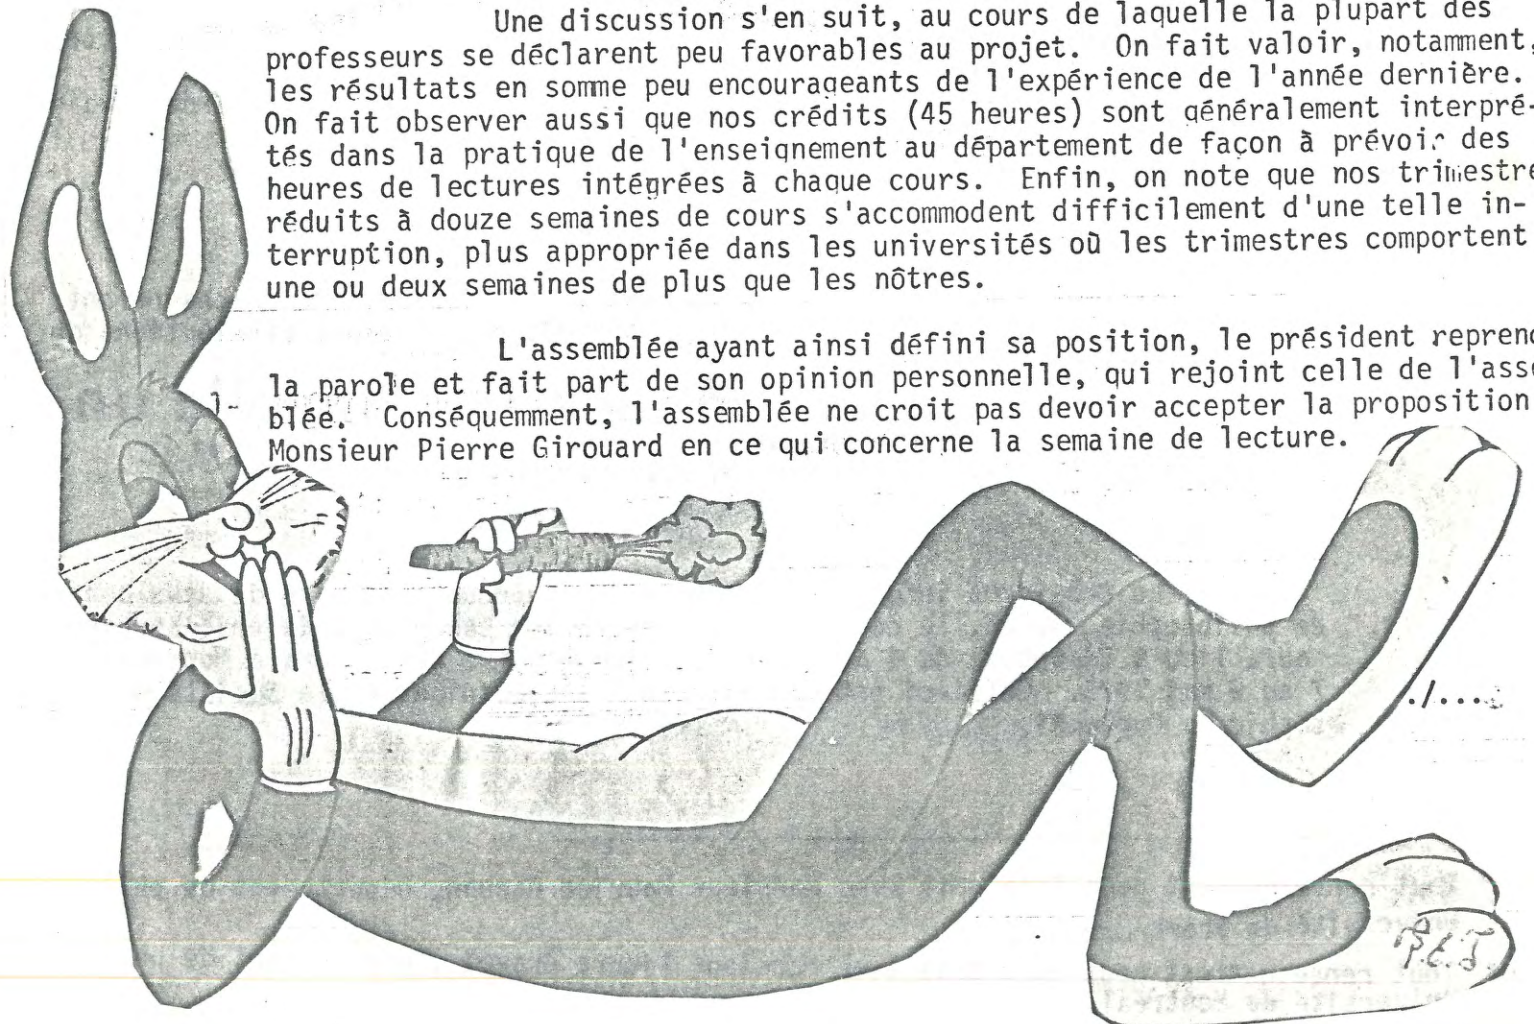 Une discussion s'en suit, au cours de laquelle la plupart des
professeurs se déclarent peu favorables au projet. On fait valoir, notamment,
les résultats en somme peu encourageants de l'expérience de l'année dernière.
On fait observer aussi que nos crédits (45 heures) sont généralement interpré-
tés dans la pratique de l'enseignement au département de façon à prévoir des
heures de lectures intégrées à chaque cours. Enfin, on note que nos trimestre
réduits à douze semaines de cours s'accommodent difficilement d'une telle in-
terruption, plus appropriée dans les universités où les trimestres comportent
une ou deux semaines de plus que les nôtres.
L'assemblée ayant ainsi défini sa position, le président reprend
la parole et fait part de son opinion personnelle, qui rejoint celle de l'asse
blée. Conséquemment, l'assemblée ne croit pas devoir accepter la proposition
Monsieur Pierre Girouard en ce qui concerne la semaine de lecture.
./....